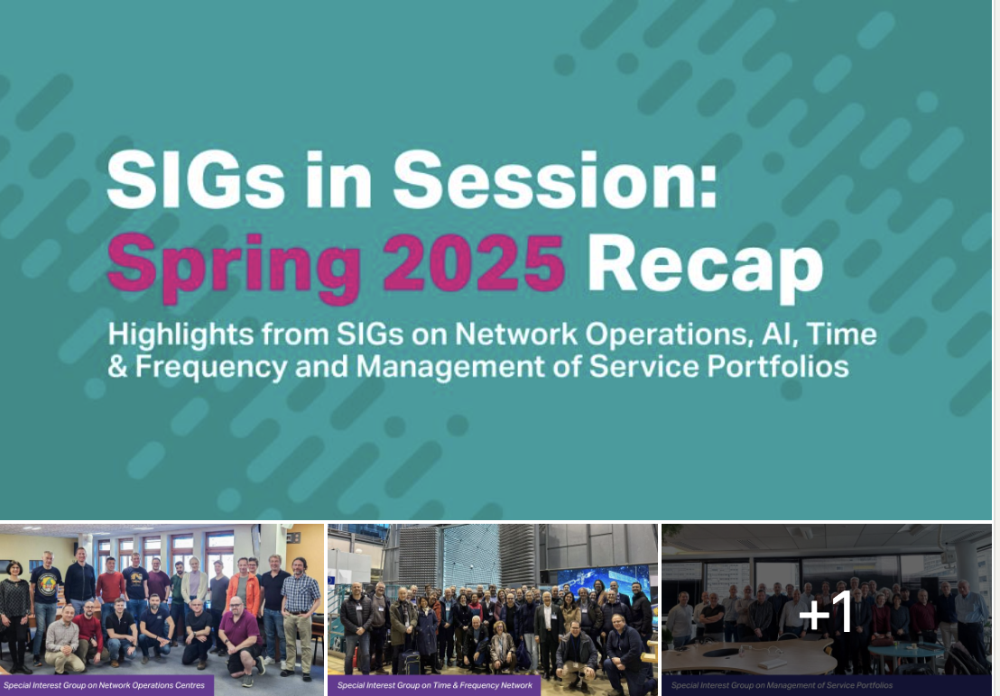 SIGs in Session:
Spring 2025 Recap
Highlights from SIGs on Network Operations, AI, Time
& Frequency and Management of Service Portfolios
Special Interest Group on Network Operations Centres
Special Interest Group on Time & Frequency Network
+1
Special Interest Group on Management of Service Portfolios